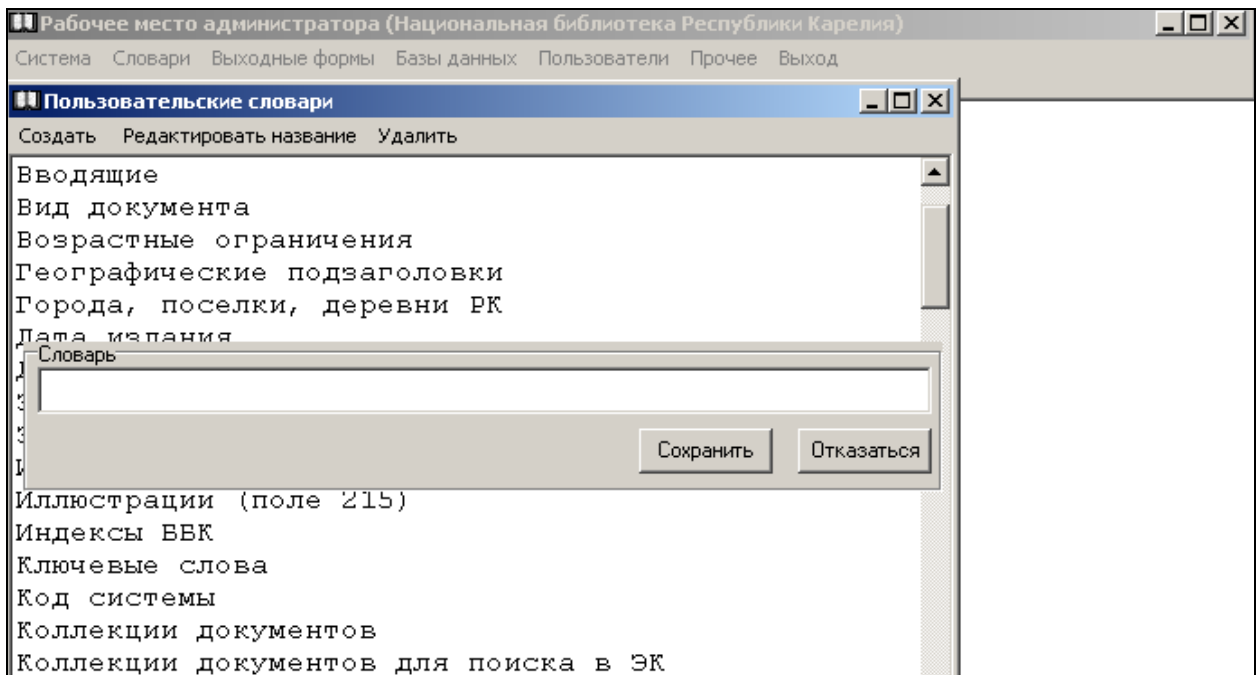 Рабочее место администратора (Национальная библиотека Республики Карелия)
Система Словари Выходные формы Базы данных Пользователи Прочее Выход
Пользовательские словари
Создать Редактировать название Удалить
Вводящие
Вид документа
Возрастные ограничения
Географические подзаголовки
Города, поселки, деревни РК
Дата издания
Словарь
Сохранить Отказаться
Иллюстрации (поле 215)
Индексы ББК
Ключевые слова
Код системы
Коллекции документов
Коллекции документов для поиска в ЭК